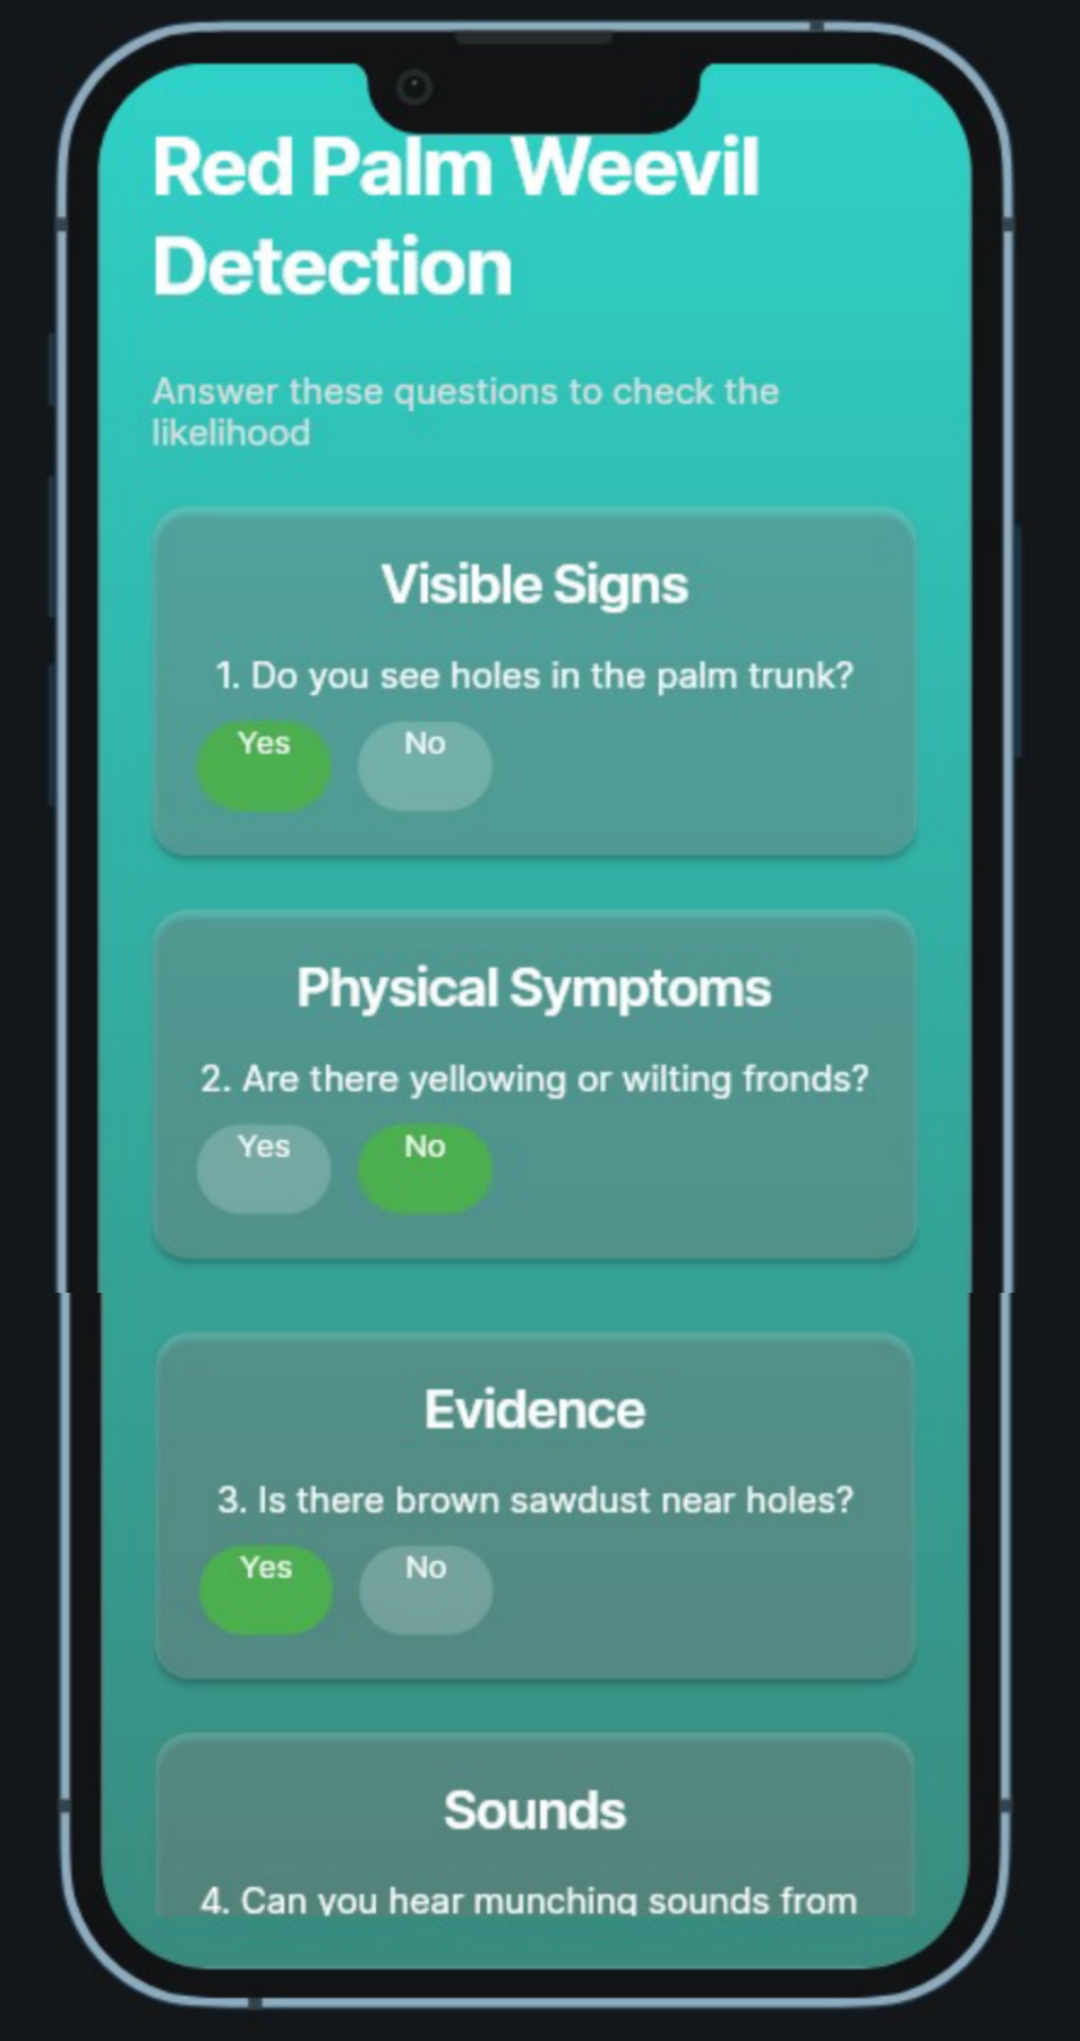 Red Palm Weevil
Detection
Answer these questions to check the
likelihood
Visible Signs
1. Do you see holes in the palm trunk?
Yes No
Physical Symptoms
2. Are there yellowing or wilting fronds?
Yes No
Evidence
3. Is there brown sawdust near holes?
Yes No
Sounds
4. Can you hear munching sounds from